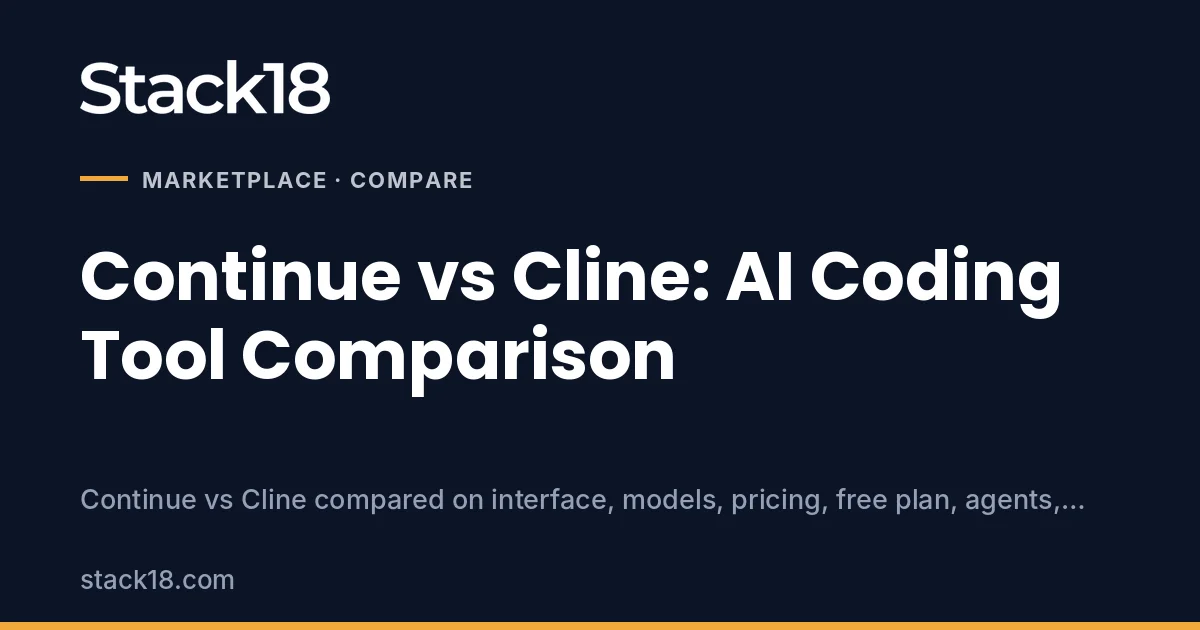 Stack18
MARKETPLACE · COMPARE
Continue vs Cline: AI Coding
Tool Comparison
Continue vs Cline compared on interface, models, pricing, free plan, agents,...
stack18.com